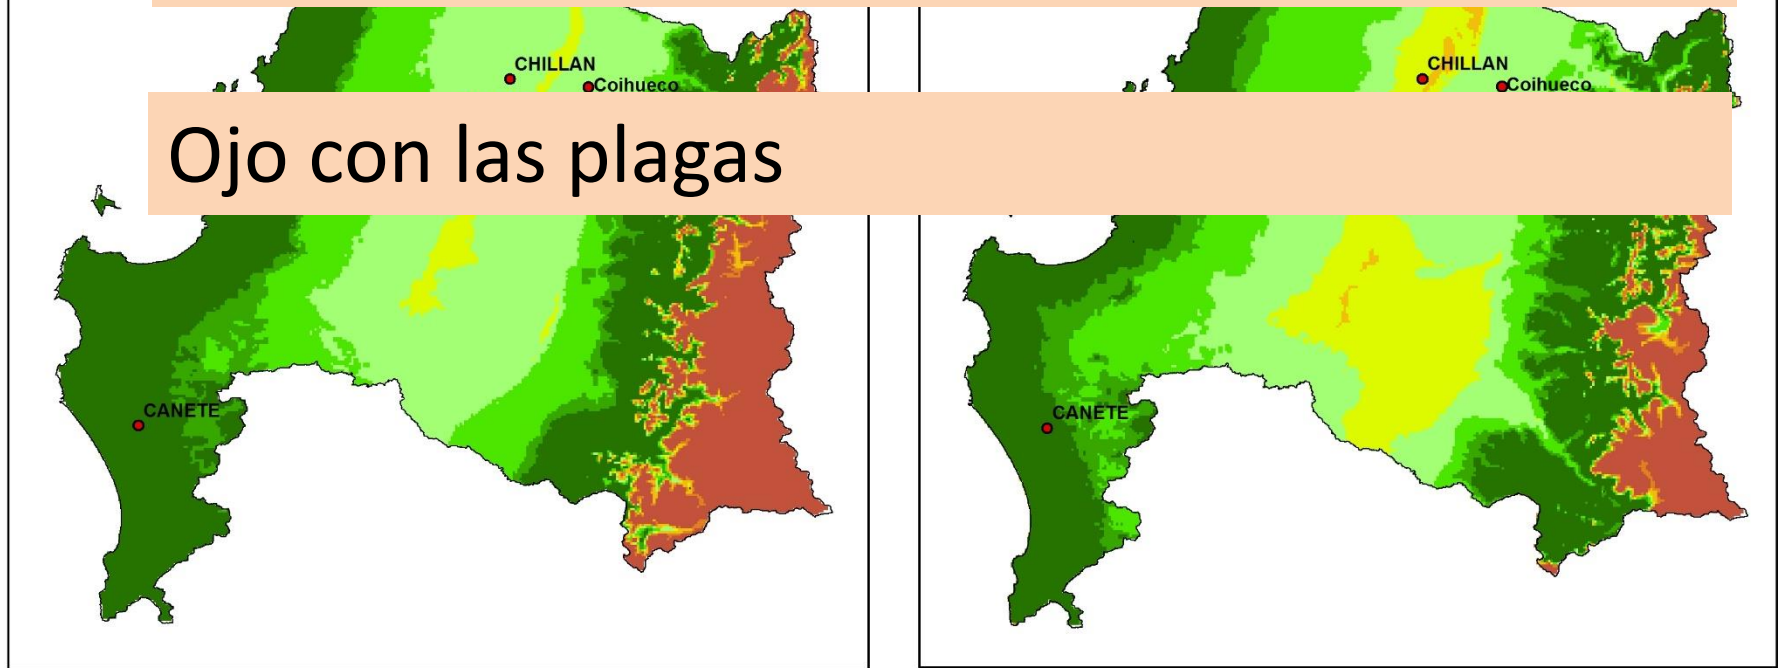 CHILLAN
Coihueco
CHILLAN
Coihueco
Ojo con las plagas
CANETE
CANETE